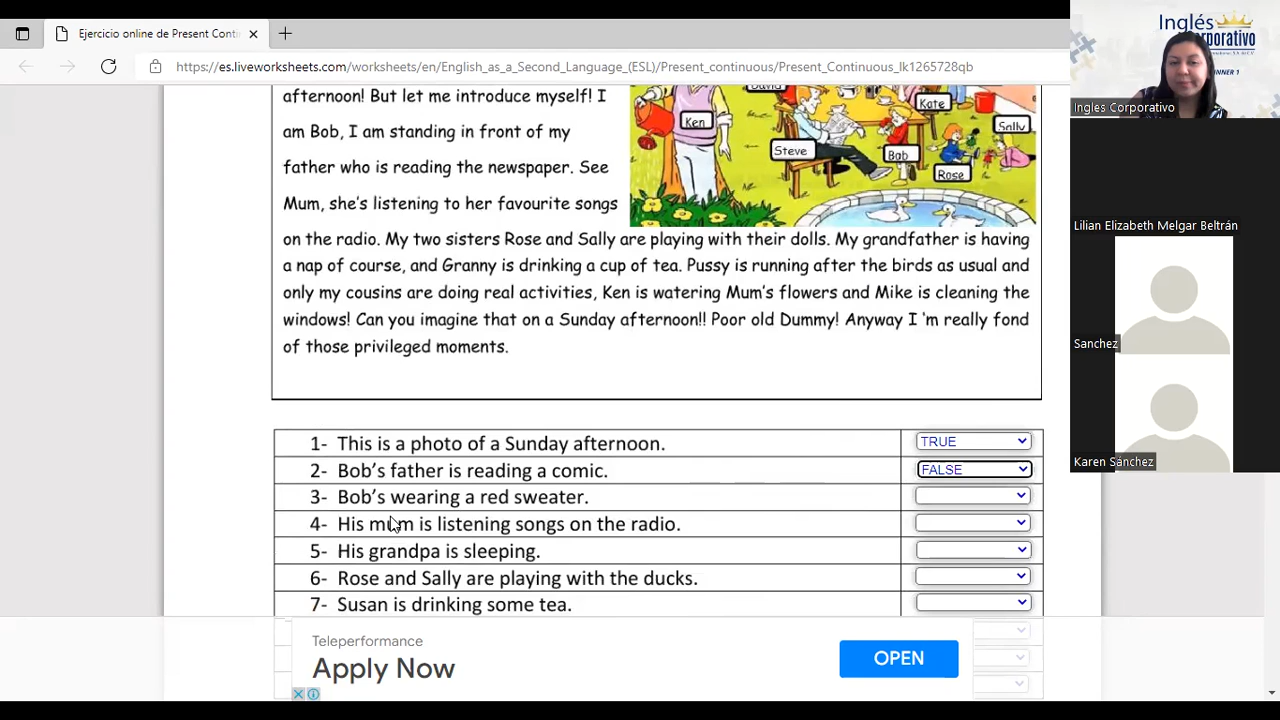 Ejercicio online de Present Conti
https://es.liveworksheets.com/worksheets/en/English_as_a_Second_Language_(ESL)/Present_continuous/Present_Continuous_lk1265728qb
afternoon! But let me introduce myself! I
am Bob, I am standing in front of my
father who is reading the newspaper. See
Mum, she's listening to her favourite songs
on the radio. My two sisters Rose and Sally are playing with their dolls. My grandfather is having
a nap of course, and Granny is drinking a cup of tea. Pussy is running after the birds as usual and
only my cousins are doing real activities, Ken is watering Mum's flowers and Mike is cleaning the
windows! Can you imagine that on a Sunday afternoon!! Poor old Dummy! Anyway I 'm really fond
of those privileged moments.
David
Kate
Ken
Sally
Steve
Bob
Rose
1- This is a photo of a Sunday afternoon. TRUE
2- Bob's father is reading a comic. FALSE
3- Bob's wearing a red sweater.
4- His mum is listening songs on the radio.
5- His grandpa is sleeping.
6- Rose and Sally are playing with the ducks.
7- Susan is drinking some tea.
Teleperformance
Apply Now
OPEN
Inglés
Corporativo
Ingles Corporativo
Lilian Elizabeth Melgar Beltrán
Sanchez
Karen Sánchez